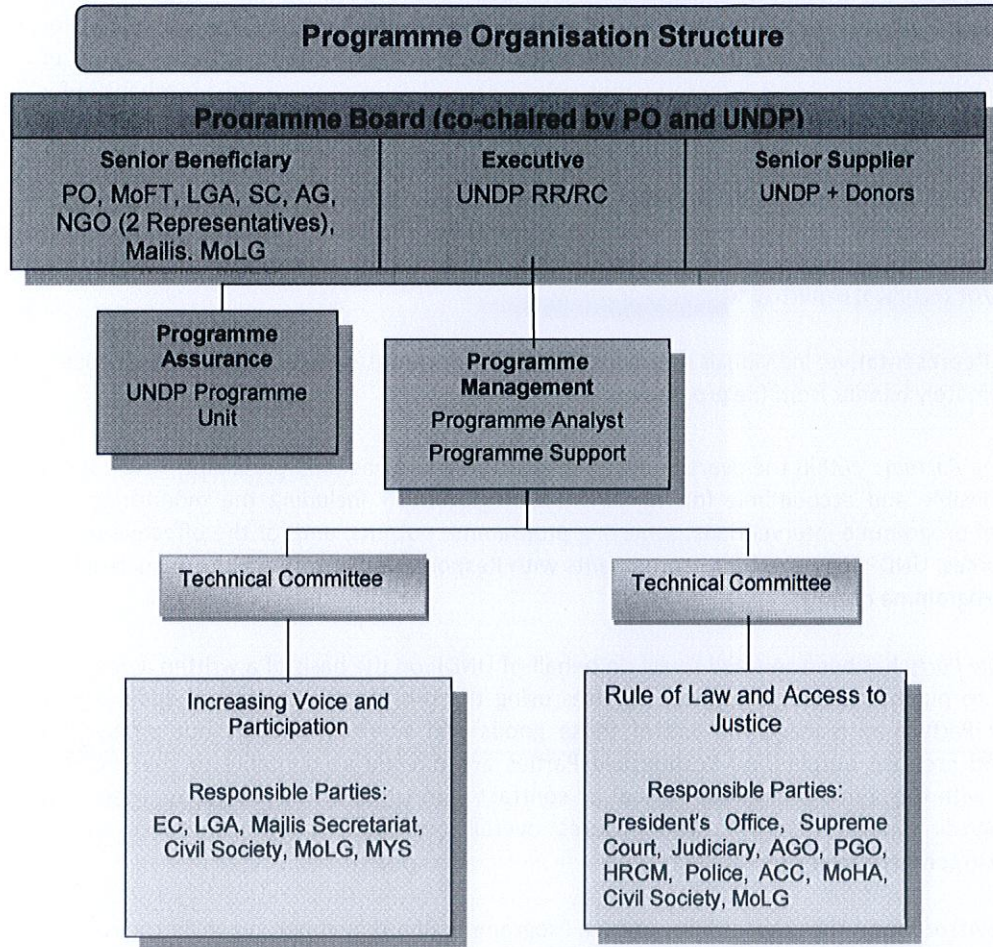 Programme Organisation Structure
Programme Board (co-chaired by PO and UNDP)
Senior Beneficiary
PO, MoFT, LGA, SC, AG,
NGO (2 Representatives),
Majlis, MoLG
Executive
UNDP RR/RC
Senior Supplier
UNDP + Donors
Programme
Assurance
UNDP Programme
Unit
Programme
Management
Programme Analyst
Programme Support
Technical Committee
Technical Committee
Increasing Voice and
Participation
Responsible Parties:
EC, LGA, Majlis Secretariat,
Civil Society, MoLG, MYS
Rule of Law and Access to
Justice
Responsible Parties:
President's Office, Supreme
Court, Judiciary, AGO, PGO,
HRCM, Police, ACC, MoHA,
Civil Society, MoLG